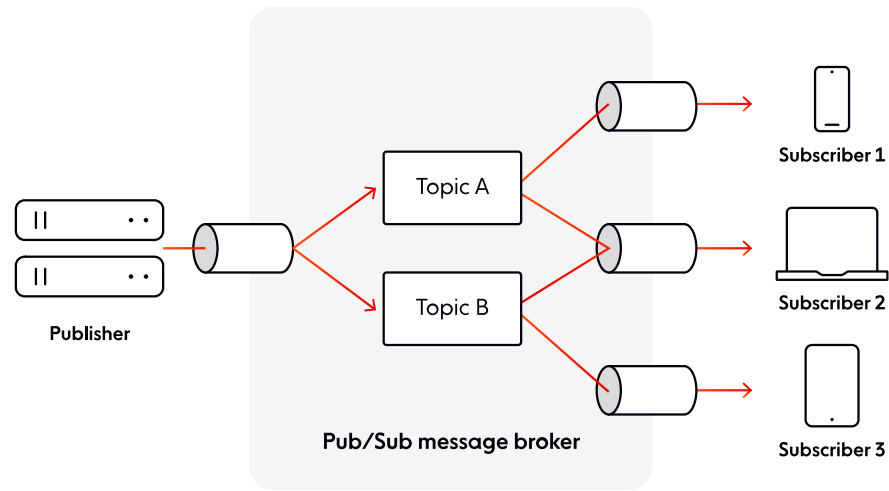 Topic A
Subscriber 1
Topic B
Subscriber 2
Publisher
Pub/Sub message broker
Subscriber 3